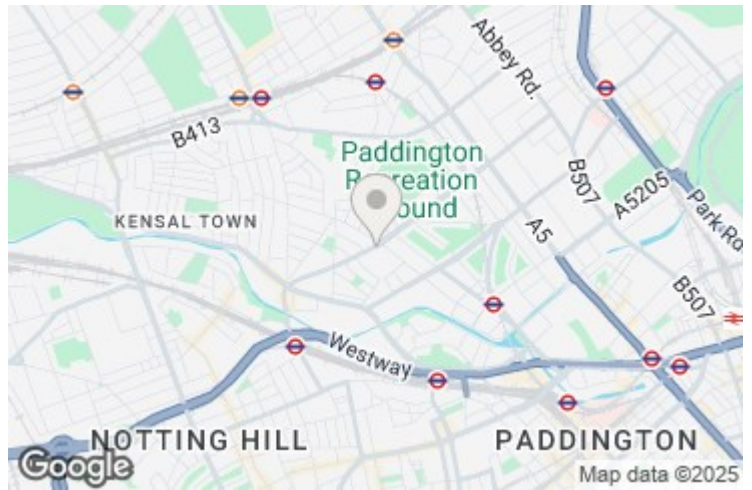 Abbey Rd.
B413
Paddington
Recreation
Ground
B507
A5205
KENSAL TOWN
A5
Park Rd.
B507
Westway
NOTTING HILL
PADDINGTON
Google
Map data ©2025